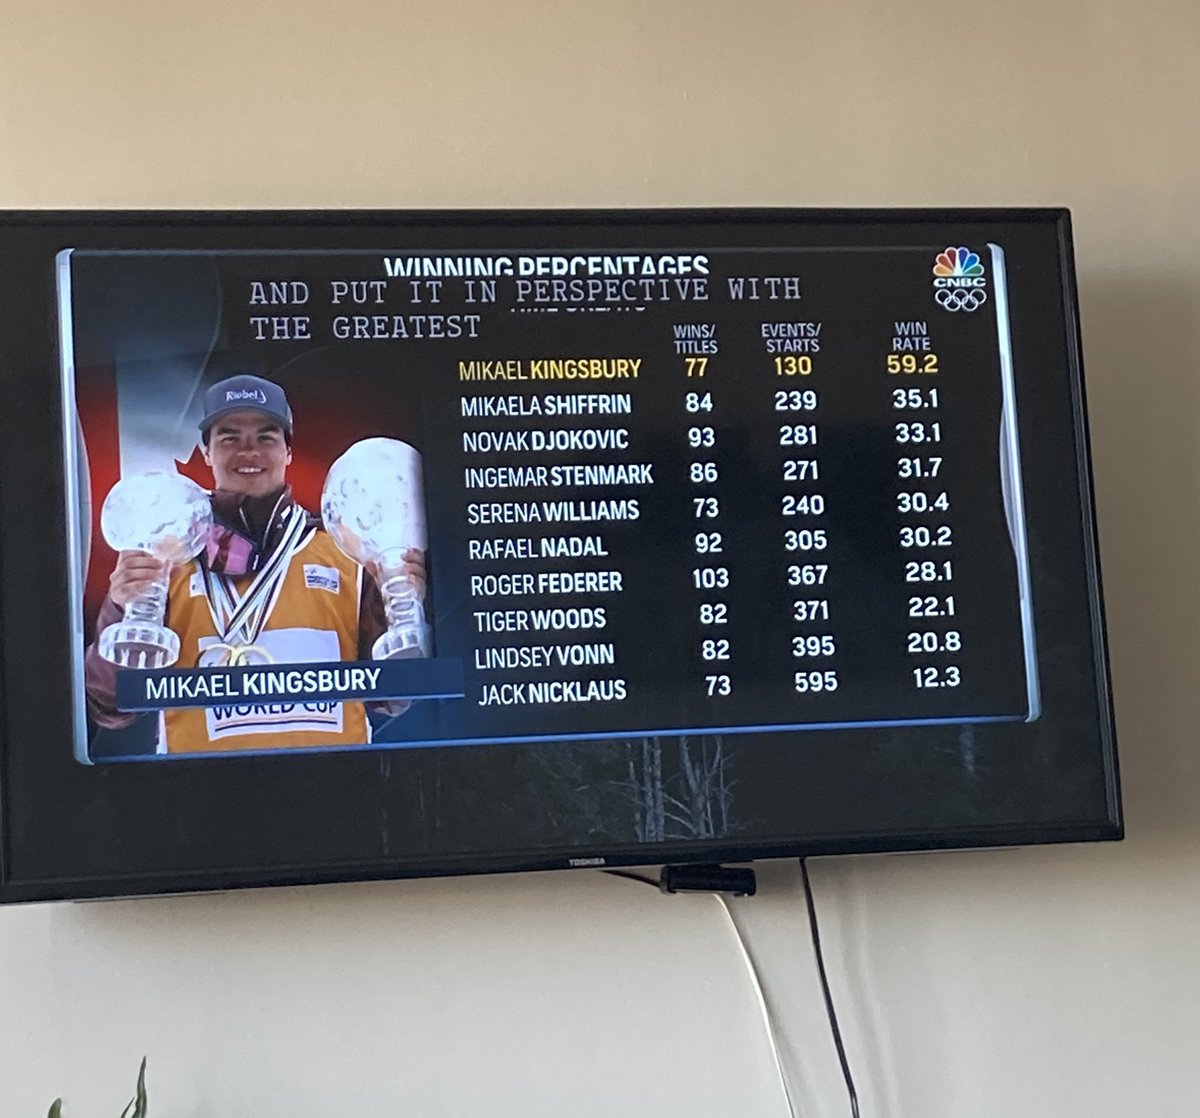 WINNING PERCENTAGES
AND PUT IT IN PERSPECTIVE WITH
THE GREATEST
CNBC
WINS/ TITLES EVENTS/ STARTS WIN RATE
MIKAEL KINGSBURY 77 130 59.2
MIKAELA SHIFFRIN 84 239 35.1
NOVAK DJOKOVIC 93 281 33.1
INGEMAR STENMARK 86 271 31.7
SERENA WILLIAMS 73 240 30.4
RAFAEL NADAL 92 305 30.2
ROGER FEDERER 103 367 28.1
TIGER WOODS 82 371 22.1
LINDSEY VONN 82 395 20.8
JACK NICKLAUS 73 595 12.3
MIKAEL KINGSBURY
WORLD CUP
TOSHIBA